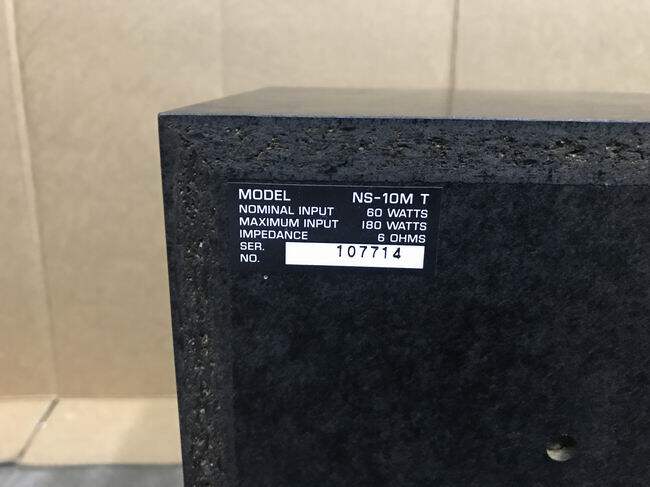 MODEL NS-10M T
NOMINAL INPUT 60 WATTS
MAXIMUM INPUT 180 WATTS
IMPEDANCE 6 OHMS
SER. NO. 107714